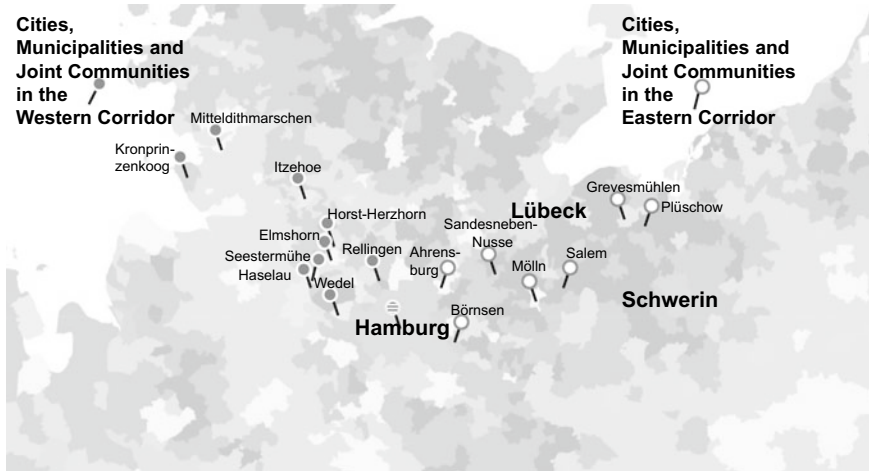 Cities,
Municipalities and
Joint Communities
in the
Western Corridor
Cities,
Municipalities and
Joint Communities
in the
Eastern Corridor
Mitteldithmarschen
Kronprin-
zenkoog
Itzehoe
Grevesmühlen
Plüschow
Lübeck
Horst-Herzhorn
Sandesneben-
Nusse
Elmshorn
Seestermühe
Rellingen
Ahrens-
burg
Salem
Mölln
Haselau
Wedel
Schwerin
Börnsen
Hamburg